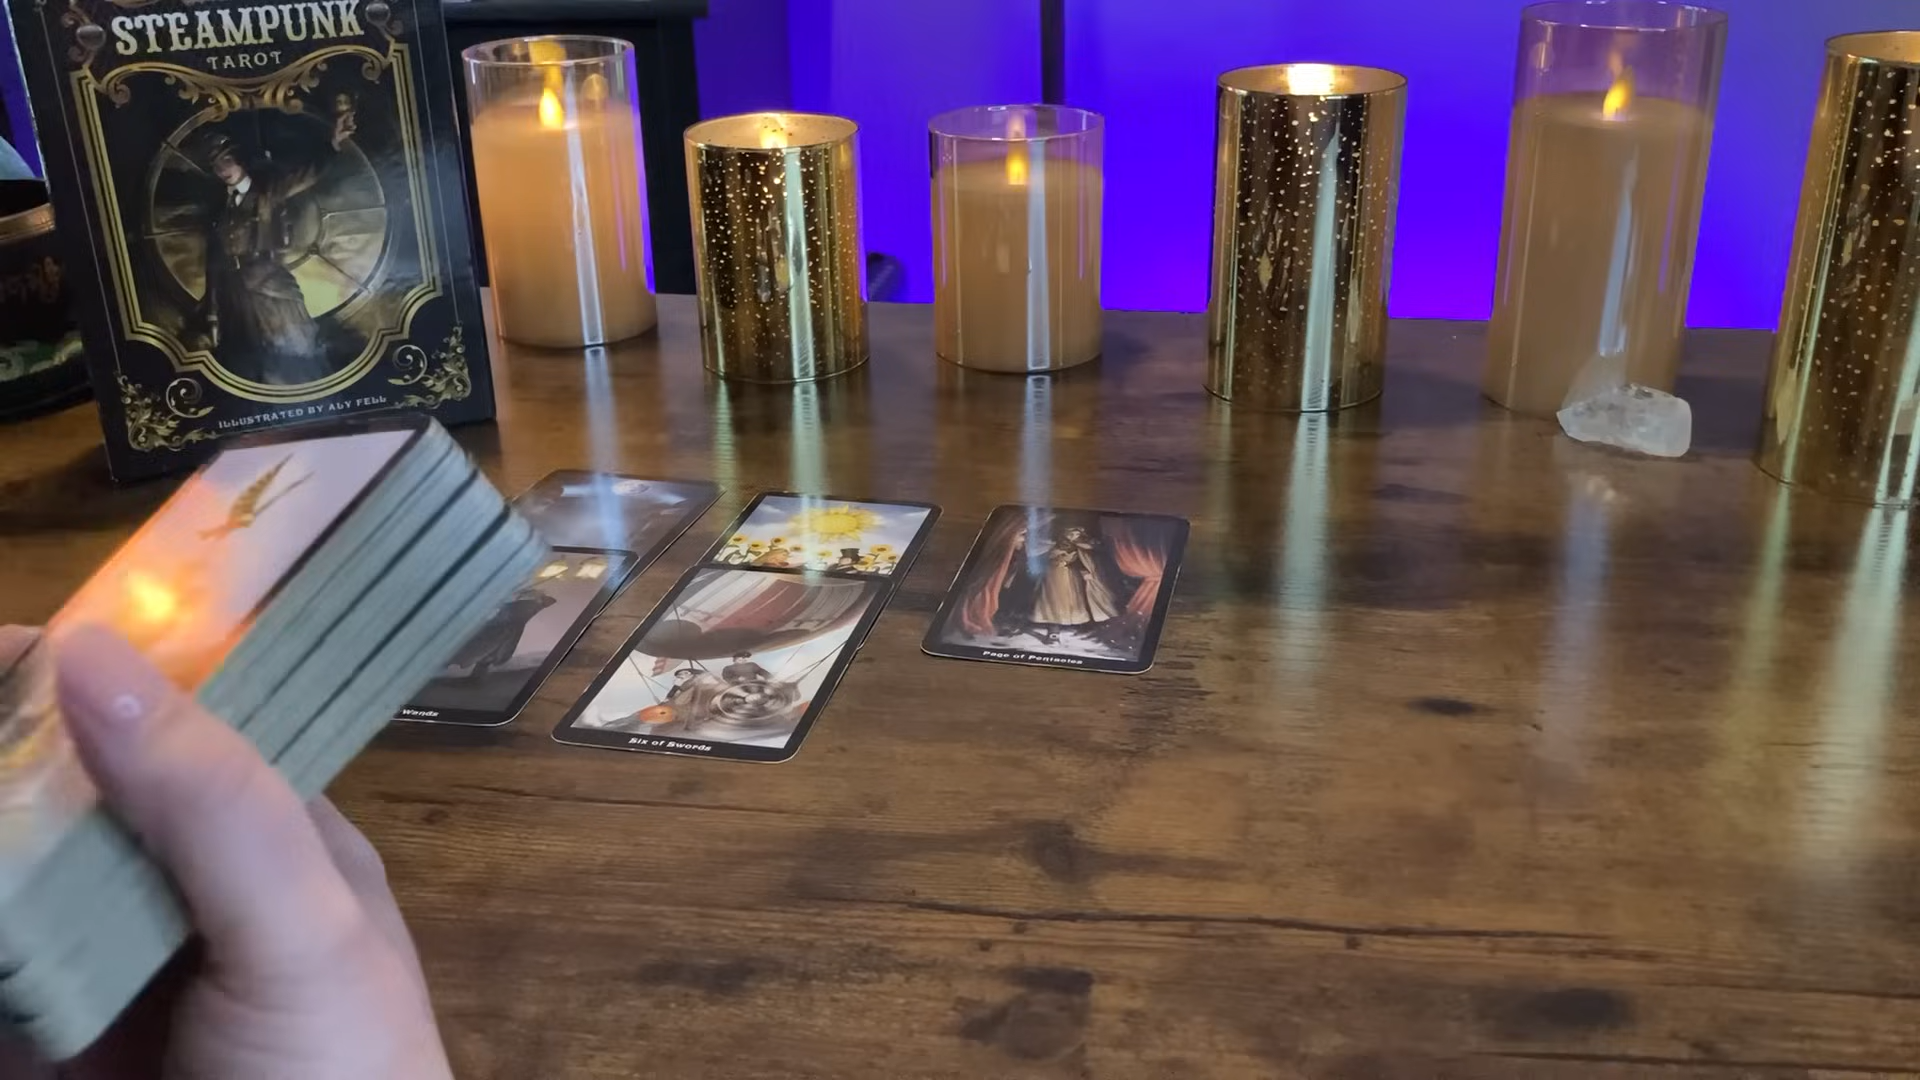 STEAMPUNK
TAROT
ILLUSTRATED BY ALY FELL
Wands
Six of Swords
Page of Pentacles